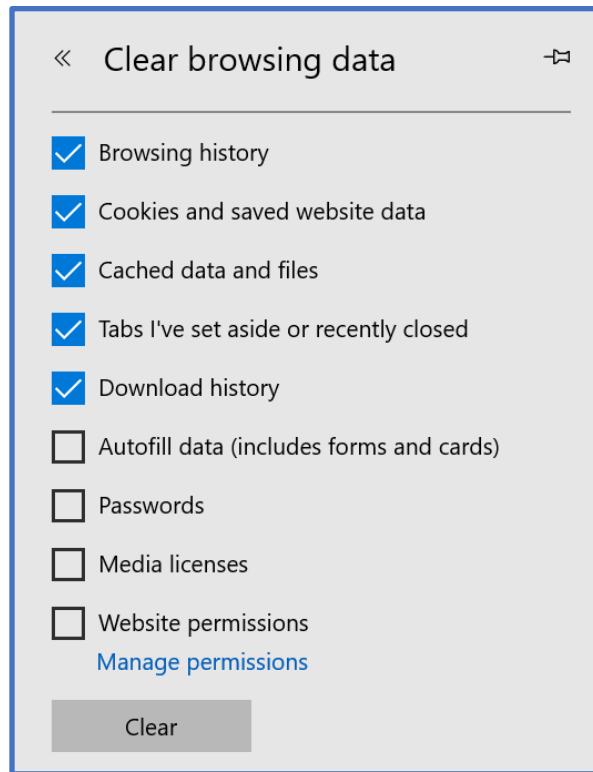 Clear browsing data
Browsing history
Cookies and saved website data
Cached data and files
Tabs I've set aside or recently closed
Download history
Autofill data (includes forms and cards)
Passwords
Media licenses
Website permissions
Manage permissions
Clear